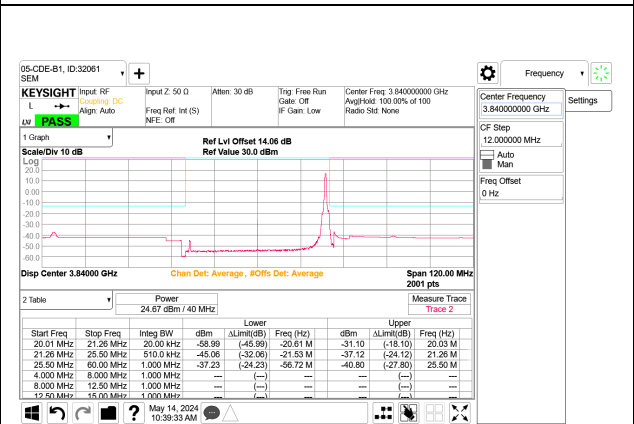 05-CDE-B1, ID:32061
SEM
Frequency
KEYSIGHT Input: RF Input Z: 50 Ω Atten: 30 dB Trig: Free Run Center Freq: 3.840000000 GHz
Coupling: DC Gate: Off Avg|Hold: 100.00% of 100
L Align: Auto Freq Ref: Int (S) IF Gain: Low Radio Std: None
PASS NFE: Off
Center Frequency
3.840000000 GHz
Settings
CF Step
12.000000 MHz
Auto
Man
Freq Offset
0 Hz
1 Graph
Ref Lvl Offset 14.06 dB
Scale/Div 10 dB Ref Value 30.0 dBm
Log
20.0
10.0
0.00
-10.0
-20.0
-30.0
-40.0
-50.0
-60.0
Disp Center 3.84000 GHz Chan Det: Average, #Offs Det: Average Span 120.00 MHz
2001 pts
2 Table Power Measure Trace
24.67 dBm / 40 MHz Trace 2
Lower Upper
Start Freq Stop Freq Integ BW dBm ΔLimit(dB) Freq (Hz) dBm ΔLimit(dB) Freq (Hz)
20.01 MHz 21.26 MHz 20.00 kHz -58.99 (-45.99) -20.61 M -31.10 (-18.10) 20.03 M
21.26 MHz 25.50 MHz 510.0 kHz -45.06 (-32.06) -21.53 M -37.12 (-24.12) 21.26 M
25.50 MHz 60.00 MHz 1.000 MHz -37.23 (-24.23) -56.72 M -40.80 (-27.80) 25.50 M
4.000 MHz 8.000 MHz 1.000 MHz --- (---) --- --- (---) ---
8.000 MHz 12.50 MHz 1.000 MHz --- (---) --- --- (---) ---
12.50 MHz 15.00 MHz 1.000 MHz --- (---) --- --- (---) ---
May 14, 2024
10:39:33 AM